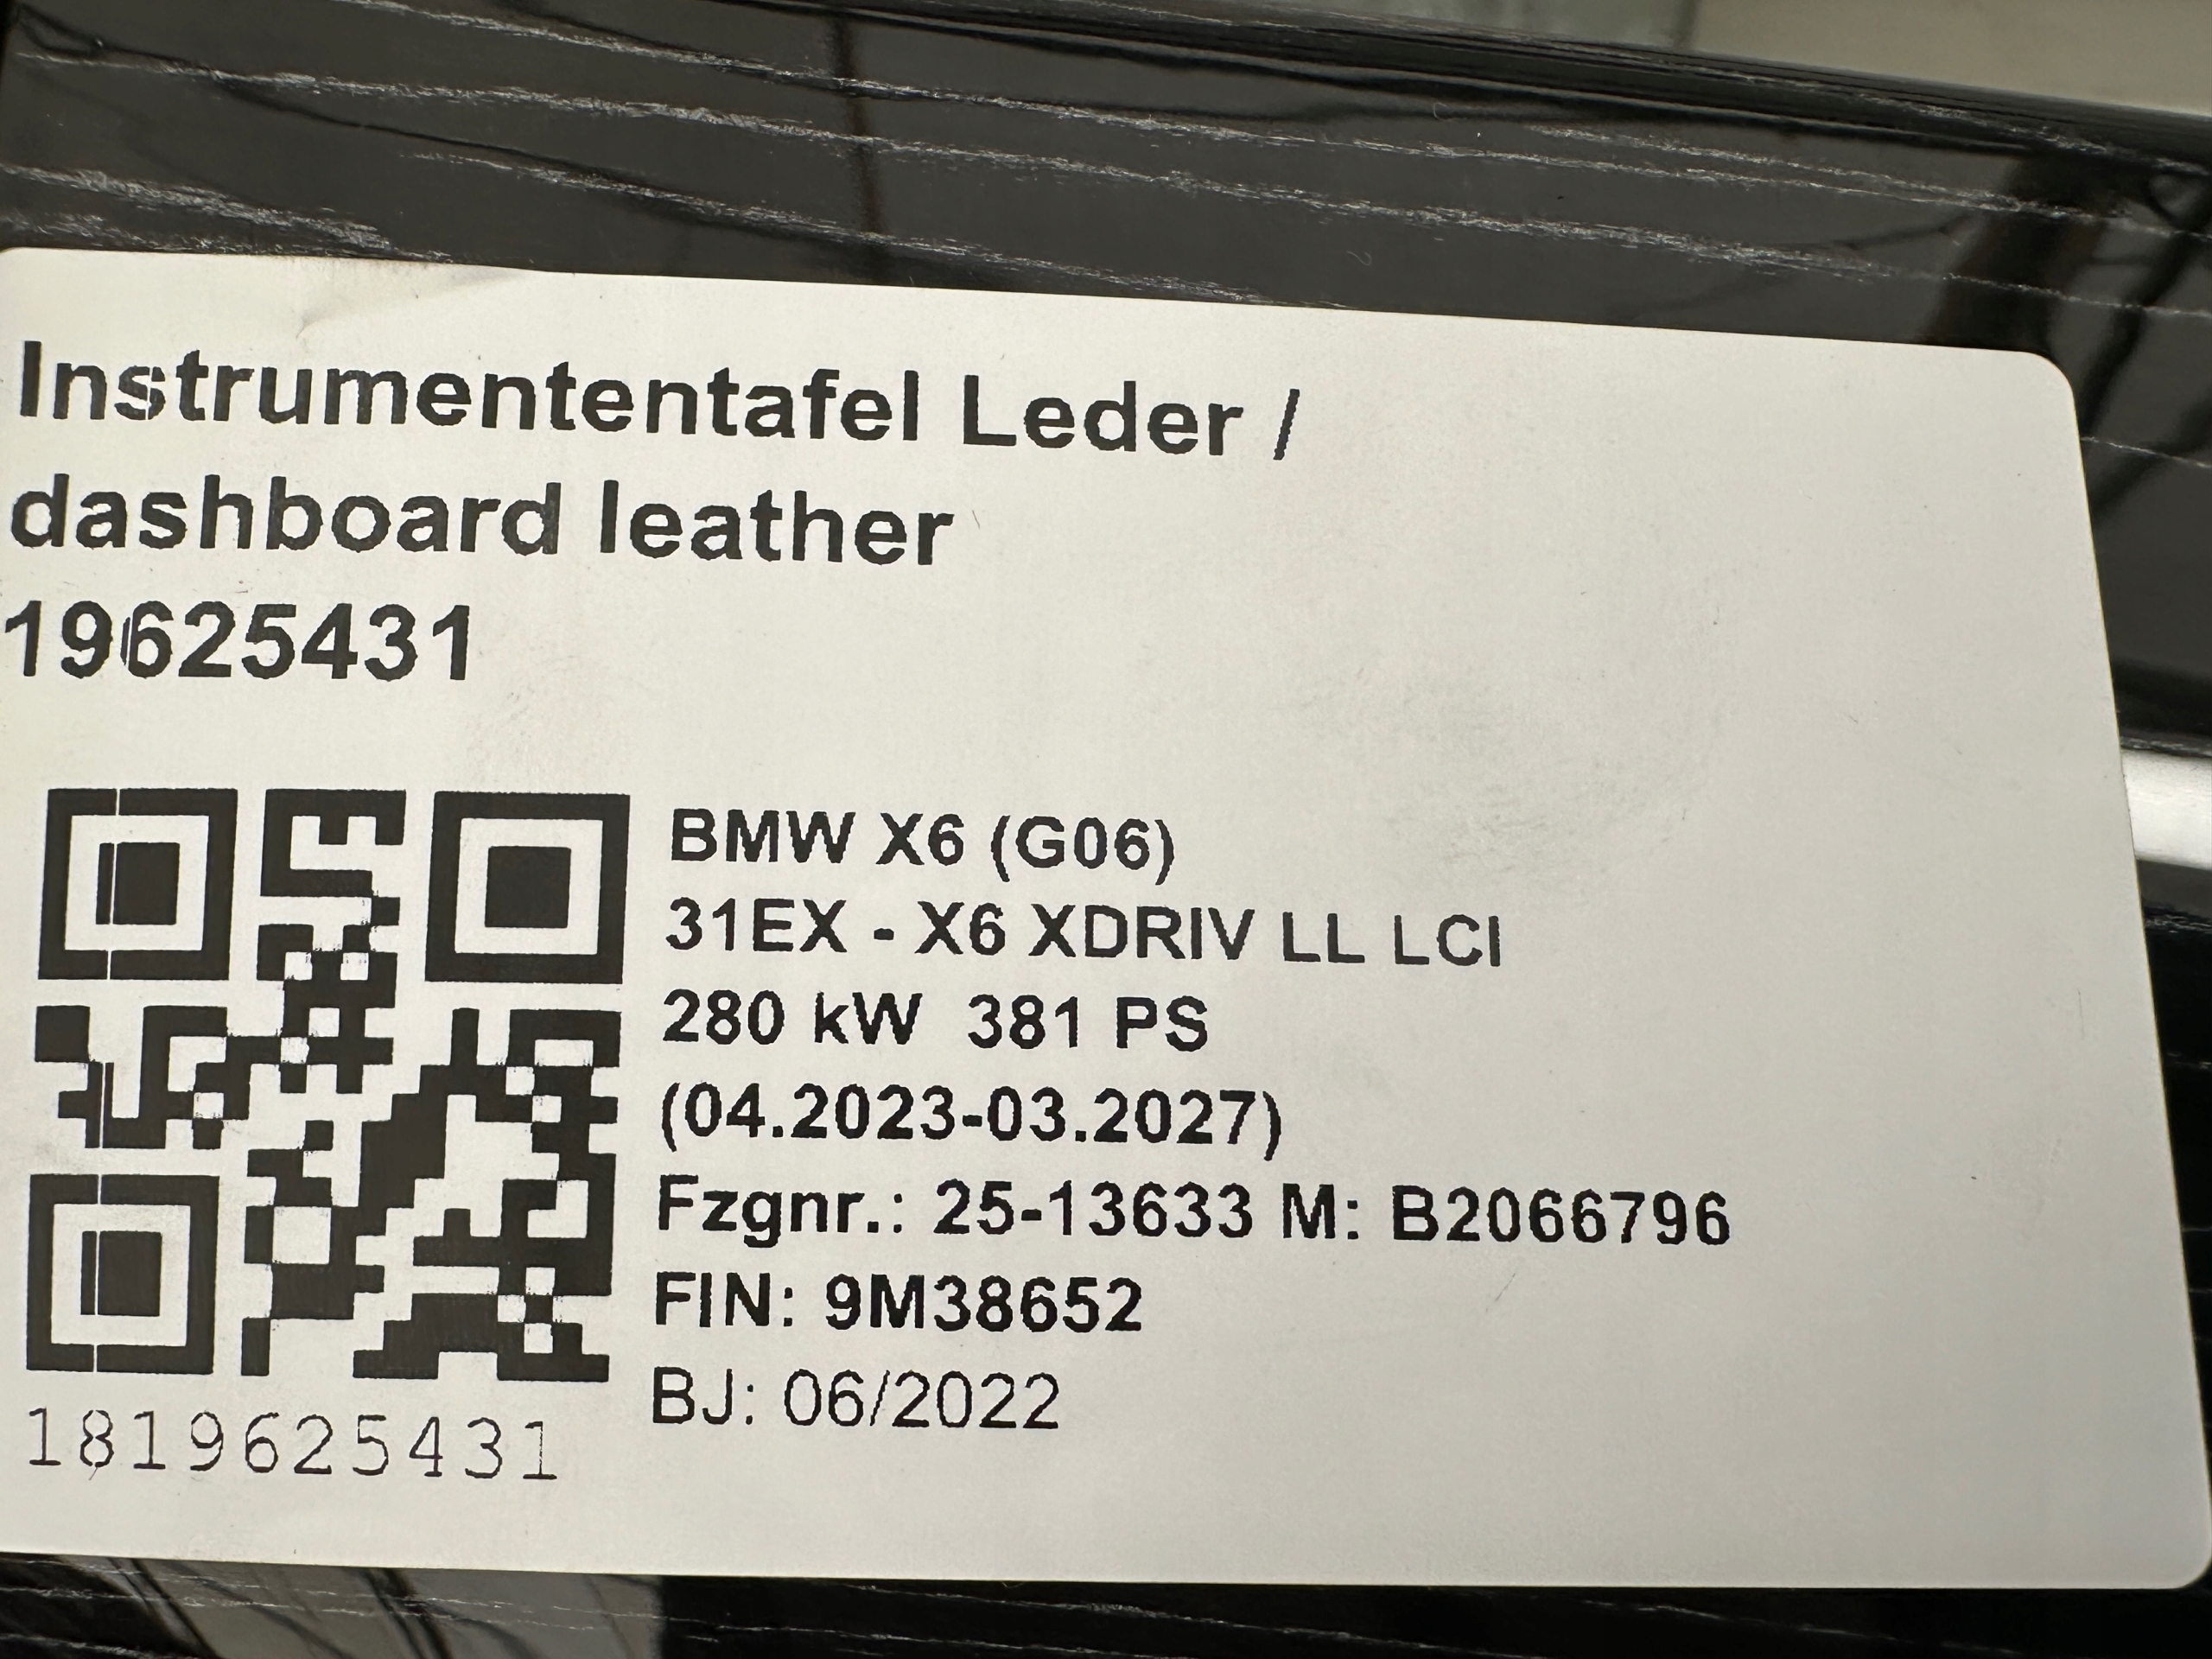 Instrumententafel Leder /
dashboard leather
19625431
BMW X6 (G06)
31EX - X6 XDRIV LL LCI
280 kW 381 PS
(04.2023-03.2027)
Fzgnr.: 25-13633 M: B2066796
FIN: 9M38652
BJ: 06/2022
1819625431